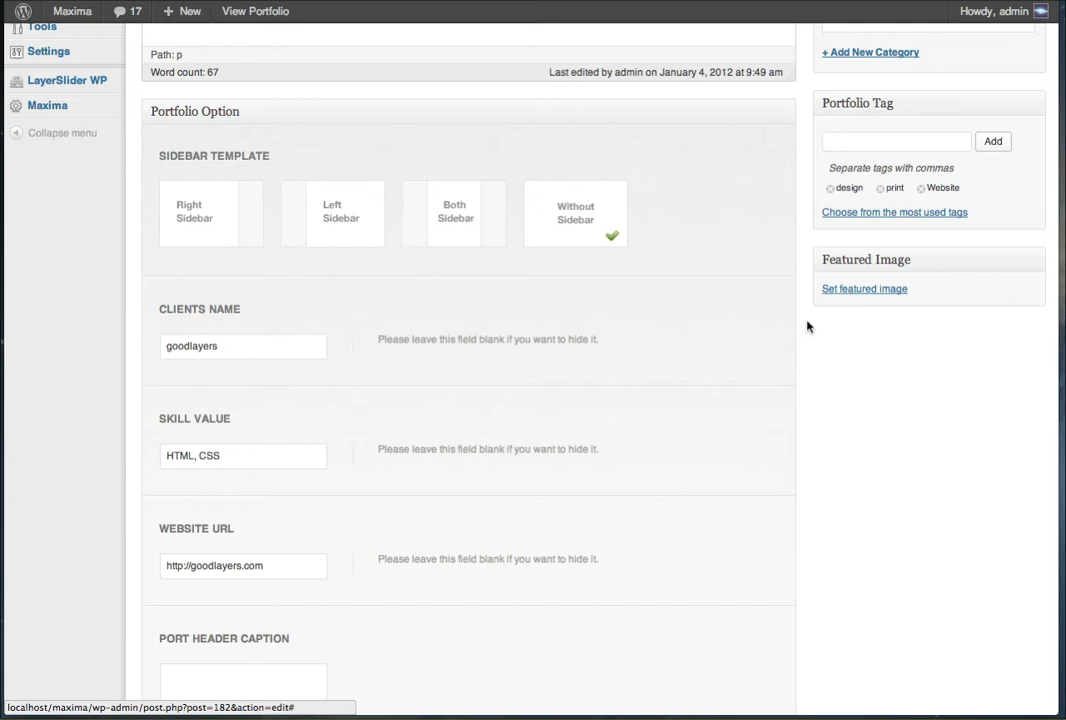 Maxima
17
New
View Portfolio
Howdy, admin
Tools
Settings
LayerSlider WP
Maxima
Collapse menu
Path: p
Word count: 67
Last edited by admin on January 4, 2012 at 9:49 am
Portfolio Option
SIDEBAR TEMPLATE
Right
Sidebar
Left
Sidebar
Both
Sidebar
Without
Sidebar
CLIENTS NAME
goodlayers
Please leave this field blank if you want to hide it.
SKILL VALUE
HTML, CSS
Please leave this field blank if you want to hide it.
WEBSITE URL
http://goodlayers.com
Please leave this field blank if you want to hide it.
PORT HEADER CAPTION
+ Add New Category
Portfolio Tag
Add
Separate tags with commas
design print Website
Choose from the most used tags
Featured Image
Set featured image
localhost/maxima/wp-admin/post.php?post=182&action=edit#